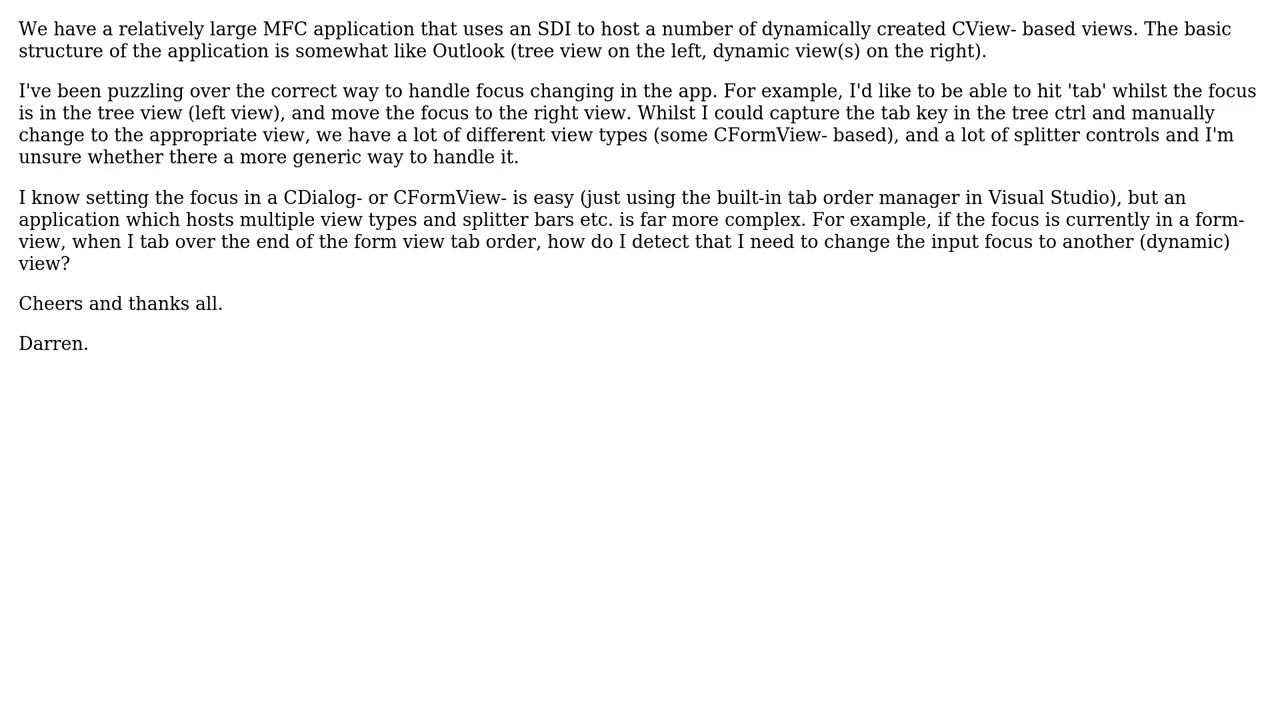 We have a relatively large MFC application that uses an SDI to host a number of dynamically created CView- based views. The basic
structure of the application is somewhat like Outlook (tree view on the left, dynamic view(s) on the right).
I've been puzzling over the correct way to handle focus changing in the app. For example, I'd like to be able to hit 'tab' whilst the focus
is in the tree view (left view), and move the focus to the right view. Whilst I could capture the tab key in the tree ctrl and manually
change to the appropriate view, we have a lot of different view types (some CFormView- based), and a lot of splitter controls and I'm
unsure whether there a more generic way to handle it.
I know setting the focus in a CDialog- or CFormView- is easy (just using the built-in tab order manager in Visual Studio), but an
application which hosts multiple view types and splitter bars etc. is far more complex. For example, if the focus is currently in a form-
view, when I tab over the end of the form view tab order, how do I detect that I need to change the input focus to another (dynamic)
view?
Cheers and thanks all.
Darren.